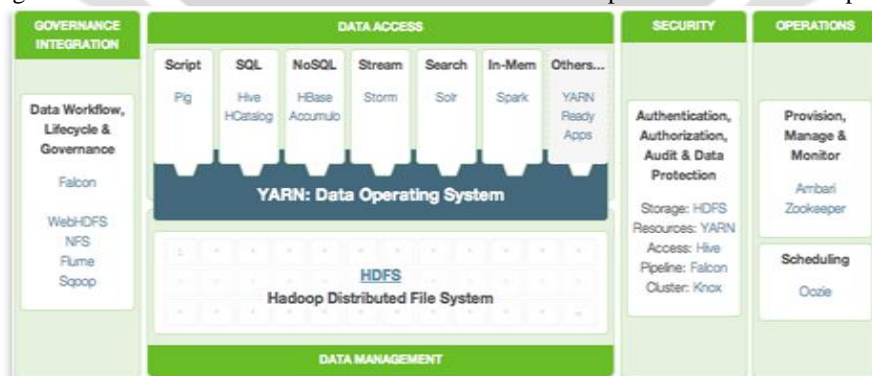 GOVERNANCE
INTEGRATION
Data Workflow,
Lifecycle &
Governance
Falcon
WebHDFS
NFS
Flume
Sqoop
DATA ACCESS
Script
Pig
SQL
Hive
HCatalog
NoSQL
HBase
Accumulo
Stream
Storm
Search
Solr
In-Mem
Spark
Others...
YARN
Ready
Apps
YARN: Data Operating System
HDFS
Hadoop Distributed File System
DATA MANAGEMENT
SECURITY
Authentication,
Authorization,
Audit & Data
Protection
Storage: HDFS
Resources: YARN
Access: Hive
Pipeline: Falcon
Cluster: Knox
OPERATIONS
Provision,
Manage &
Monitor
Ambari
Zookeeper
Scheduling
Oozie